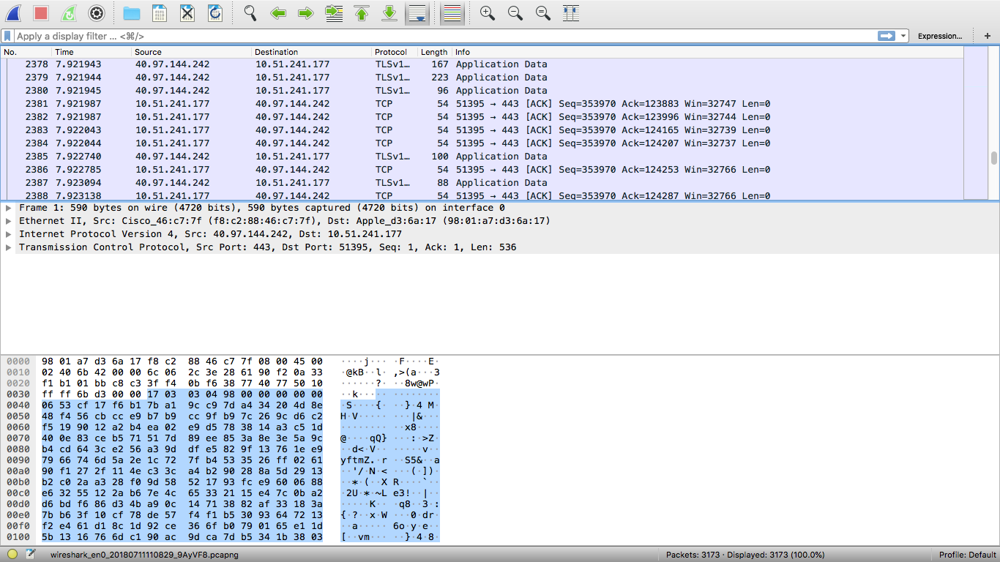 Apply a display filter ... <⌘/>
Expression...
+
No. Time Source Destination Protocol Length Info
2378 7.921943 40.97.144.242 10.51.241.177 TLSv1… 167 Application Data
2379 7.921944 40.97.144.242 10.51.241.177 TLSv1… 223 Application Data
2380 7.921945 40.97.144.242 10.51.241.177 TLSv1… 96 Application Data
2381 7.921987 10.51.241.177 40.97.144.242 TCP 54 51395 → 443 [ACK] Seq=353970 Ack=123883 Win=32747 Len=0
2382 7.921987 10.51.241.177 40.97.144.242 TCP 54 51395 → 443 [ACK] Seq=353970 Ack=123996 Win=32744 Len=0
2383 7.922043 10.51.241.177 40.97.144.242 TCP 54 51395 → 443 [ACK] Seq=353970 Ack=124165 Win=32739 Len=0
2384 7.922044 10.51.241.177 40.97.144.242 TCP 54 51395 → 443 [ACK] Seq=353970 Ack=124207 Win=32737 Len=0
2385 7.922740 40.97.144.242 10.51.241.177 TLSv1… 100 Application Data
2386 7.922785 10.51.241.177 40.97.144.242 TCP 54 51395 → 443 [ACK] Seq=353970 Ack=124253 Win=32766 Len=0
2387 7.923094 40.97.144.242 10.51.241.177 TLSv1… 88 Application Data
2388 7.923138 10.51.241.177 40.97.144.242 TCP 54 51395 → 443 [ACK] Seq=353970 Ack=124287 Win=32766 Len=0
Frame 1: 590 bytes on wire (4720 bits), 590 bytes captured (4720 bits) on interface 0
Ethernet II, Src: Cisco_46:c7:7f (f8:c2:88:46:c7:7f), Dst: Apple_d3:6a:17 (98:01:a7:d3:6a:17)
Internet Protocol Version 4, Src: 40.97.144.242, Dst: 10.51.241.177
Transmission Control Protocol, Src Port: 443, Dst Port: 51395, Seq: 1, Ack: 1, Len: 536
0000 98 01 a7 d3 6a 17 f8 c2 88 46 c7 7f 08 00 45 00 ····j··· ·F····E·
0010 02 40 6b 42 00 00 6c 06 2c 3e 28 61 90 f2 0a 33 ·@kB··l· ,>(a···3
0020 f1 b1 01 bb c8 c3 3f f4 0b f6 38 77 40 77 50 10 ······?· ··8w@wP·
0030 ff ff 6b d3 00 00 17 03 03 04 98 00 00 00 00 00 ··k····· ········
0040 06 53 cf 17 f6 b1 7b a1 9c c9 7d a4 34 20 4d 8e ·S····{· ··}·4 M·
0050 48 f4 56 cb cc e9 b7 b9 cc 9f b9 7c 26 9c d6 c2 H·V····· ···|&···
0060 f5 19 90 12 a2 b4 ea 02 e9 d5 78 38 14 a3 c5 1d ········ ··x8····
0070 40 0e 83 ce b5 71 51 7d 89 ee 85 3a 8e 3e 5a 9c @····qQ} ···:·>Z·
0080 b4 cd 64 3c e2 56 a3 9d df e5 82 9f 13 76 1e e9 ··d<·V·· ·····v··
0090 79 66 74 6d 5a 2e 1c 72 7f b4 53 35 26 ff 02 61 yftmZ.·r ··S5&··a
00a0 90 f1 27 2f 11 4e c3 3c a4 b2 90 28 8a 5d 29 13 ··'/·N·< ···(·])·
00b0 b2 c0 2a a3 28 f0 9d 58 52 17 93 fc e9 60 06 88 ··*·(··X R····`··
00c0 e6 32 55 12 2a b6 7e 4c 65 33 21 15 e4 7c 0b a2 ·2U·*·~L e3!··|··
00d0 d6 bd f6 86 d3 4b a9 0c 14 71 38 82 af 33 18 3a ·····K·· ·q8··3·:
00e0 7b b6 3f 10 cf 78 de 57 f4 f1 b5 30 93 64 72 13 {·?··x·W ···0·dr·
00f0 f2 e4 61 d1 8c 1d 92 ce 36 6f b0 79 01 65 e1 1d ··a····· 6o·y·e··
0100 5b 13 16 76 6d c1 90 ac 9d ca 7d b5 34 1b 38 03 [··vm··· ··}·4·8·
wireshark_en0_20180711110829_9AyVF8.pcapng
Packets: 3173 · Displayed: 3173 (100.0%)
Profile: Default